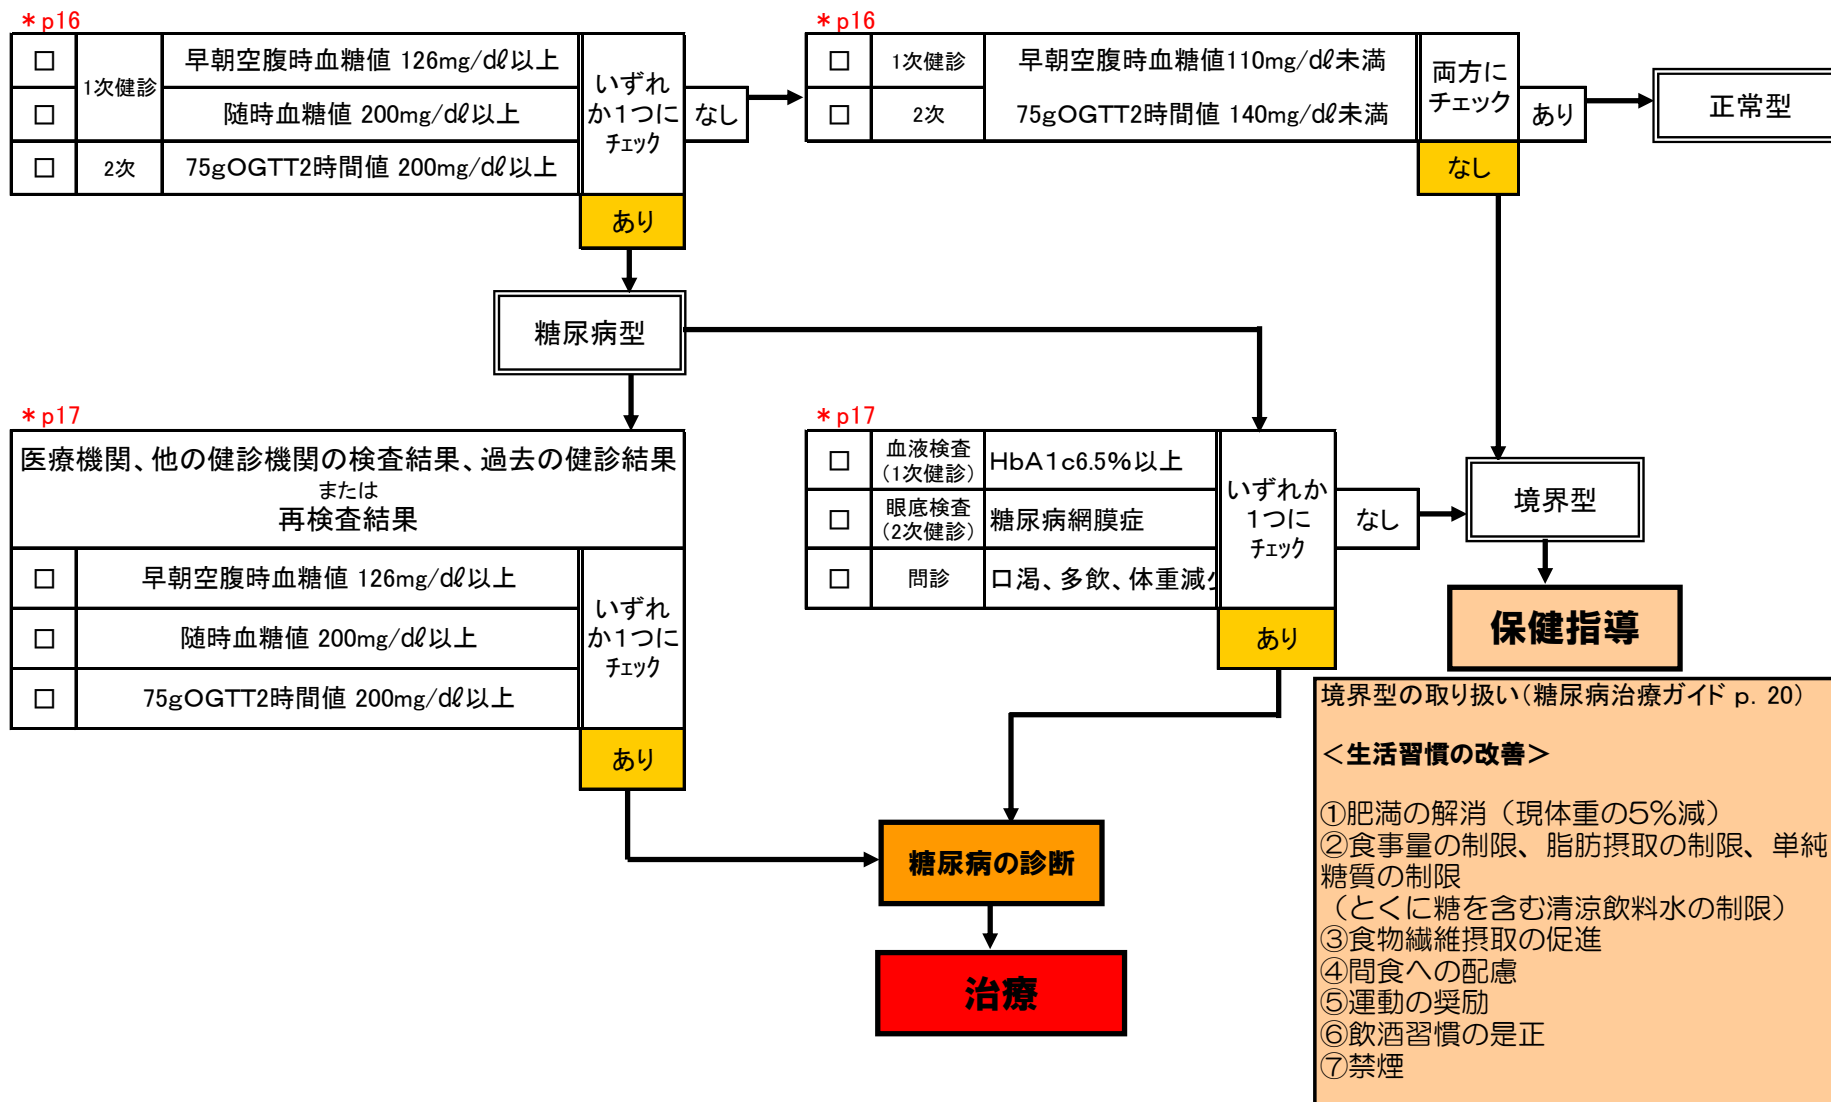 ＊p16
□ 1次健診 早朝空腹時血糖値 126mg/dℓ以上
□ 随時血糖値 200mg/dℓ以上
□ 2次 75gOGTT2時間値 200mg/dℓ以上
いずれ
か1つに
チェック
なし
あり
＊p16
□ 1次健診 早朝空腹時血糖値110mg/dℓ未満
□ 2次 75gOGTT2時間値 140mg/dℓ未満
両方に
チェック
あり
なし
正常型
糖尿病型
＊p17
医療機関、他の健診機関の検査結果、過去の健診結果
または
再検査結果
□ 早朝空腹時血糖値 126mg/dℓ以上
□ 随時血糖値 200mg/dℓ以上
□ 75gOGTT2時間値 200mg/dℓ以上
いずれ
か1つに
チェック
あり
＊p17
□ 血液検査
(1次健診)
HbA1c6.5%以上
□ 眼底検査
(2次健診)
糖尿病網膜症
□ 問診 口渇、多飲、体重減
いずれか
1つに
チェック
なし
あり
境界型
保健指導
糖尿病の診断
治療
境界型の取り扱い（糖尿病治療ガイド p. 20）
＜生活習慣の改善＞
①肥満の解消（現体重の5%減）
②食事量の制限、脂肪摂取の制限、単純
糖質の制限
（とくに糖を含む清涼飲料水の制限）
③食物繊維摂取の促進
④間食への配慮
⑤運動の奨励
⑥飲酒習慣の是正
⑦禁煙